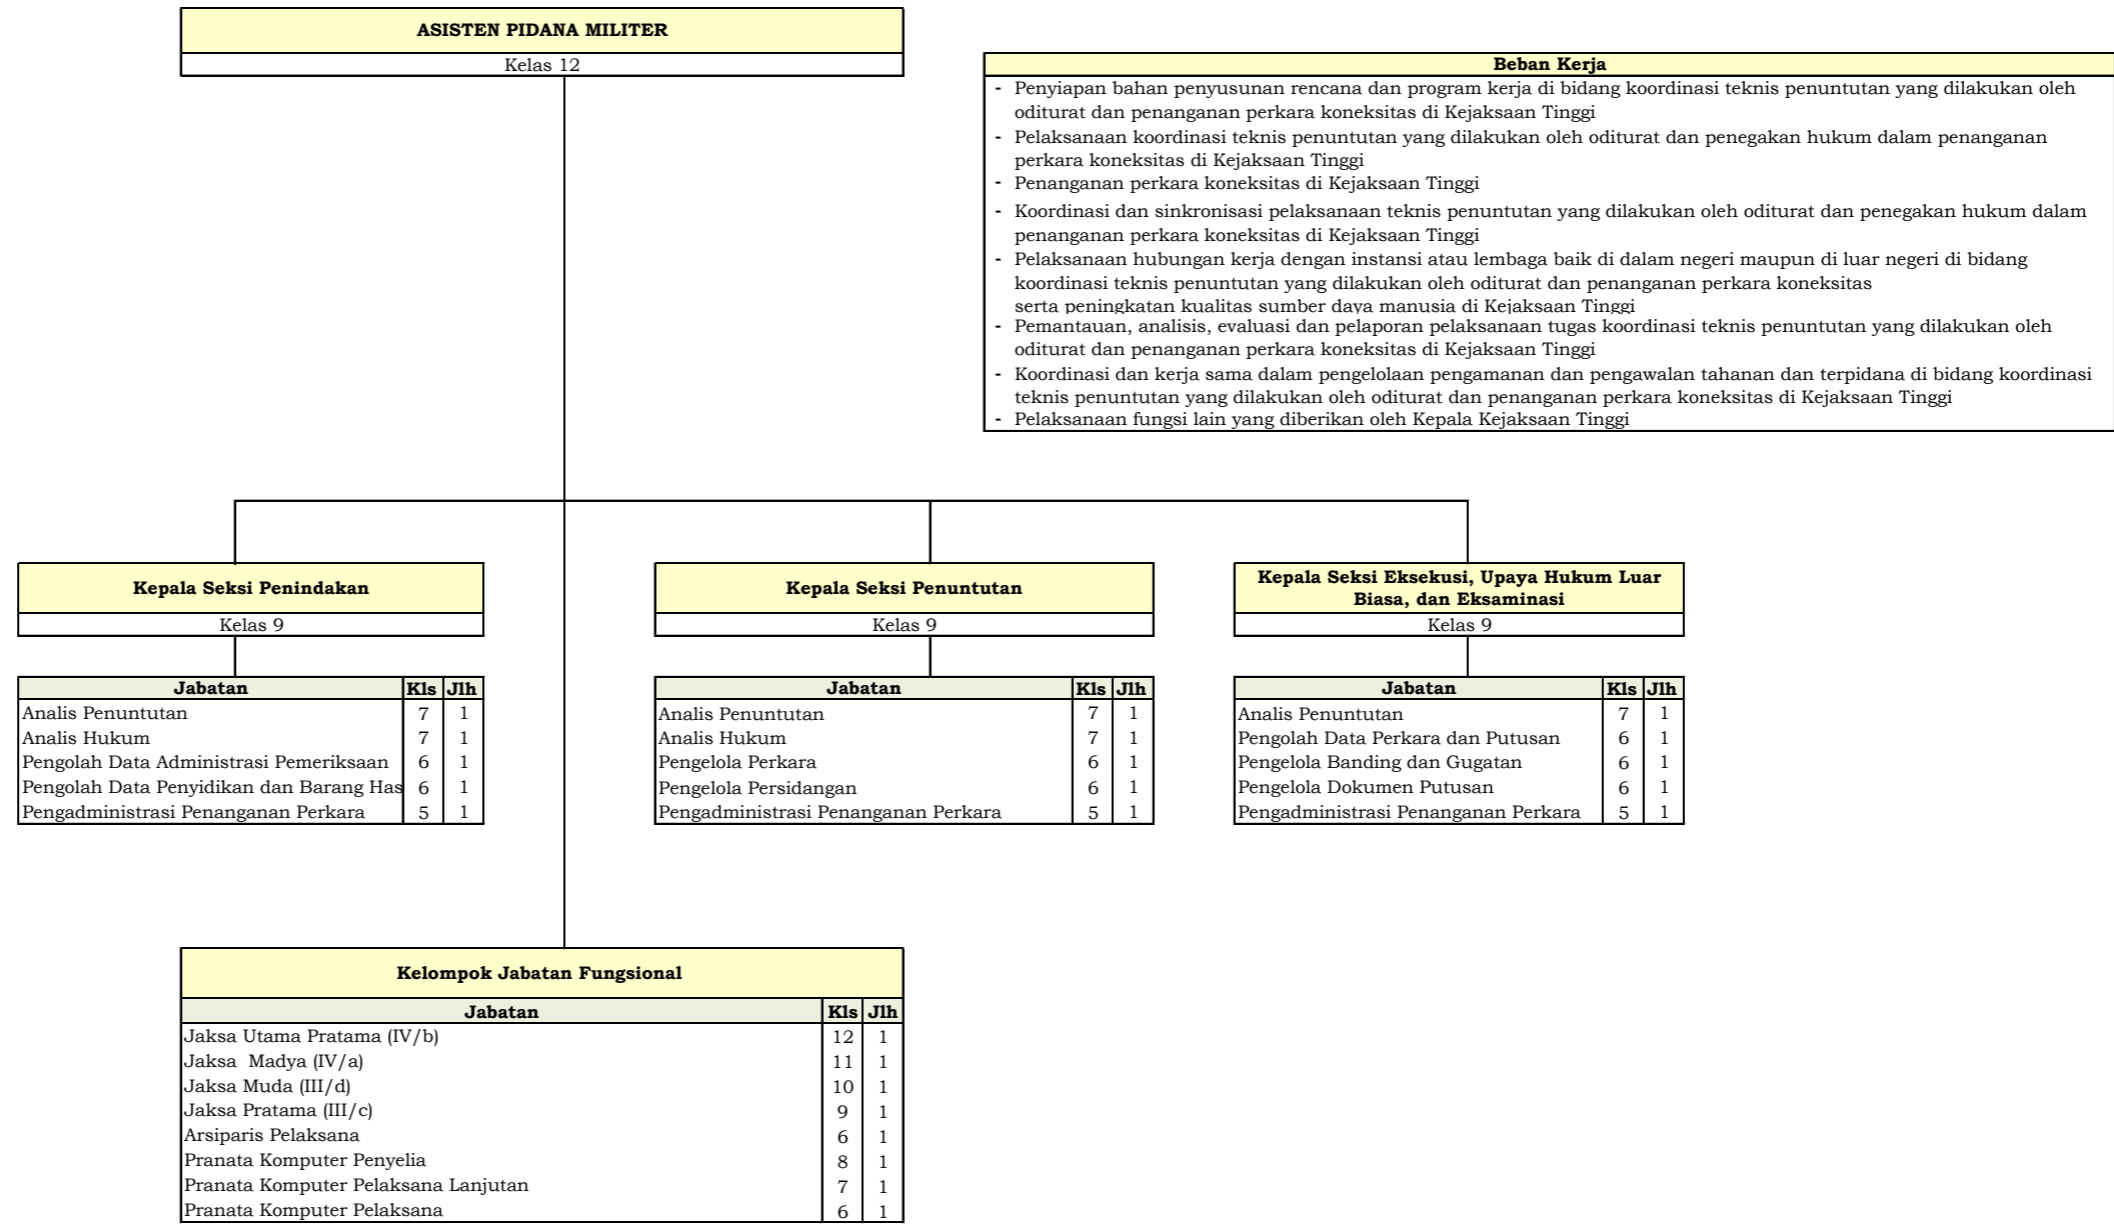 ASISTEN PIDANA MILITER
Kelas 12
Beban Kerja
- Penyiapan bahan penyusunan rencana dan program kerja di bidang koordinasi teknis penuntutan yang dilakukan oleh
oditurat dan penanganan perkara koneksitas di Kejaksaan Tinggi
- Pelaksanaan koordinasi teknis penuntutan yang dilakukan oleh oditurat dan penegakan hukum dalam penanganan
perkara koneksitas di Kejaksaan Tinggi
- Penanganan perkara koneksitas di Kejaksaan Tinggi
- Koordinasi dan sinkronisasi pelaksanaan teknis penuntutan yang dilakukan oleh oditurat dan penegakan hukum dalam
penanganan perkara koneksitas di Kejaksaan Tinggi
- Pelaksanaan hubungan kerja dengan instansi atau lembaga baik di dalam negeri maupun di luar negeri di bidang
koordinasi teknis penuntutan yang dilakukan oleh oditurat dan penanganan perkara koneksitas
serta peningkatan kualitas sumber daya manusia di Kejaksaan Tinggi
- Pemantauan, analisis, evaluasi dan pelaporan pelaksanaan tugas koordinasi teknis penuntutan yang dilakukan oleh
oditurat dan penanganan perkara koneksitas di Kejaksaan Tinggi
- Koordinasi dan kerja sama dalam pengelolaan pengamanan dan pengawalan tahanan dan terpidana di bidang koordinasi
teknis penuntutan yang dilakukan oleh oditurat dan penanganan perkara koneksitas di Kejaksaan Tinggi
- Pelaksanaan fungsi lain yang diberikan oleh Kepala Kejaksaan Tinggi
Kepala Seksi Penindakan
Kelas 9
Jabatan Kls Jlh
Analis Penuntutan 7 1
Analis Hukum 7 1
Pengolah Data Administrasi Pemeriksaan 6 1
Pengolah Data Penyidikan dan Barang Has 6 1
Pengadministrasi Penanganan Perkara 5 1
Kepala Seksi Penuntutan
Kelas 9
Jabatan Kls Jlh
Analis Penuntutan 7 1
Analis Hukum 7 1
Pengelola Perkara 6 1
Pengelola Persidangan 6 1
Pengadministrasi Penanganan Perkara 5 1
Kepala Seksi Eksekusi, Upaya Hukum Luar
Biasa, dan Eksaminasi
Kelas 9
Jabatan Kls Jlh
Analis Penuntutan 7 1
Pengolah Data Perkara dan Putusan 6 1
Pengelola Banding dan Gugatan 6 1
Pengelola Dokumen Putusan 6 1
Pengadministrasi Penanganan Perkara 5 1
Kelompok Jabatan Fungsional
Jabatan Kls Jlh
Jaksa Utama Pratama (IV/b) 12 1
Jaksa Madya (IV/a) 11 1
Jaksa Muda (III/d) 10 1
Jaksa Pratama (III/c) 9 1
Arsiparis Pelaksana 6 1
Pranata Komputer Penyelia 8 1
Pranata Komputer Pelaksana Lanjutan 7 1
Pranata Komputer Pelaksana 6 1